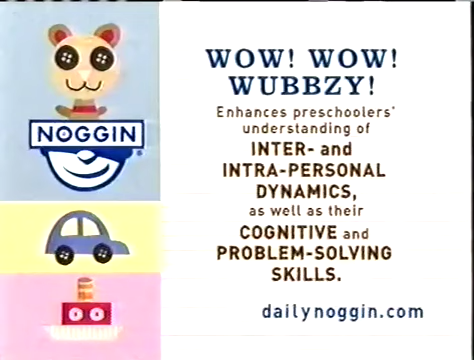 NOGGIN
WOW! WOW!
WUBBZY!
Enhances preschoolers'
understanding of
INTER- and
INTRA-PERSONAL
DYNAMICS,
as well as their
COGNITIVE and
PROBLEM-SOLVING
SKILLS.
dailynoggin.com